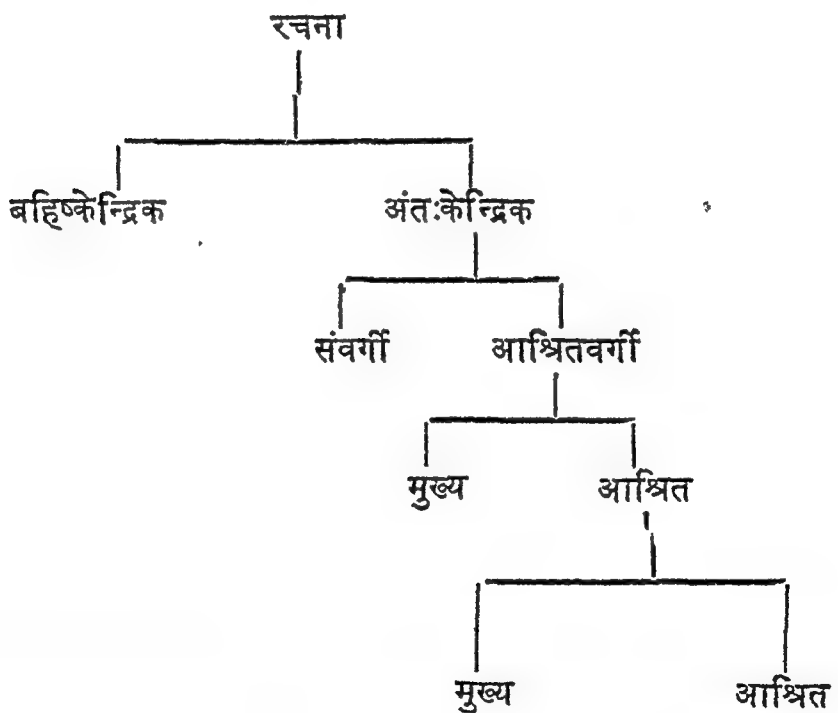 रचना
बहिष्केन्द्रिक अंतःकेन्द्रिक
संवर्गी आश्रितवर्गी
मुख्य आश्रित
मुख्य आश्रित